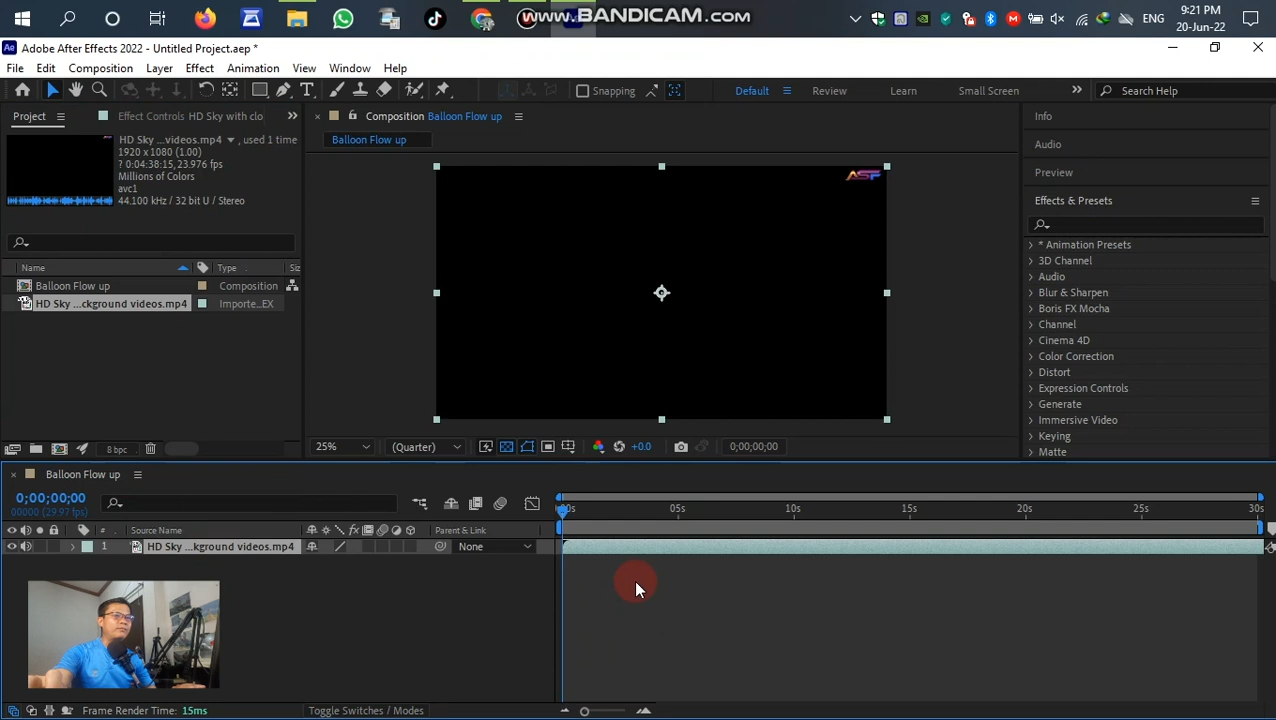 WWW.BANDICAM.COM
ENG
9:21 PM
20-Jun-22
Adobe After Effects 2022 - Untitled Project.aep *
File Edit Composition Layer Effect Animation View Window Help
Snapping
Default
Review
Learn
Small Screen
Search Help
Project
Effect Controls HD Sky with clo
Composition Balloon Flow up
Info
HD Sky ...videos.mp4 , used 1 time
1920 x 1080 (1.00)
? 0:04:38:15, 23.976 fps
Millions of Colors
avc1
44.100 kHz / 32 bit U / Stereo
Balloon Flow up
ASF
Audio
Preview
Effects & Presets
Name Type Siz
Balloon Flow up Composition
HD Sky ...ckground videos.mp4 Importe...EX
* Animation Presets
3D Channel
Audio
Blur & Sharpen
Boris FX Mocha
Channel
Cinema 4D
Color Correction
Distort
Expression Controls
Generate
Immersive Video
Keying
Matte
8 bpc
25%
(Quarter)
+0.0
0;00;00;00
Balloon Flow up
0;00;00;00
00000 (29.97 fps)
00s 05s 10s 15s 20s 25s 30s
# Source Name Parent & Link
1 HD Sky ...kground videos.mp4 None
Frame Render Time: 15ms
Toggle Switches / Modes